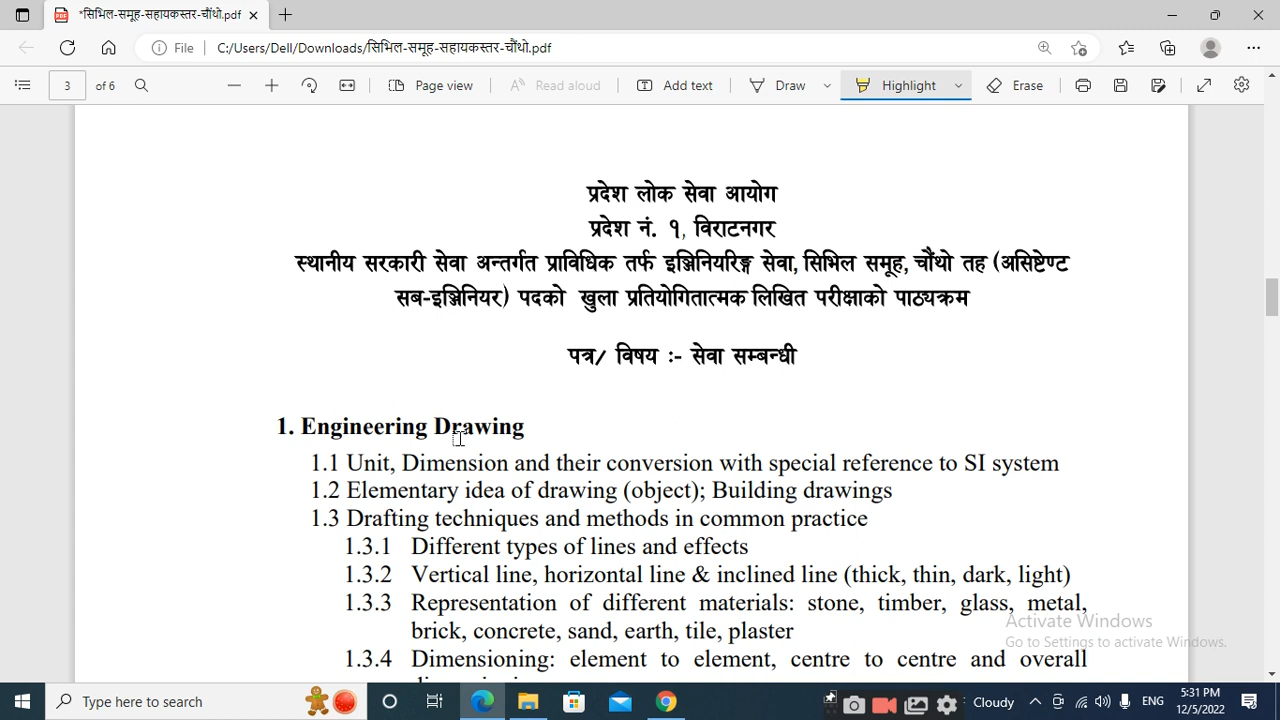 *सिभिल-समूह-सहायकस्तर-चौंथो.pdf
File C:/Users/Dell/Downloads/सिभिल-समूह-सहायकस्तर-चौंथो.pdf
3 of 6 Page view Read aloud Add text Draw Highlight Erase
प्रदेश लोक सेवा आयोग
प्रदेश नं. १, विराटनगर
स्थानीय सरकारी सेवा अन्तर्गत प्राविधिक तर्फ इञ्जिनियरिङ्ग सेवा, सिभिल समूह, चौंथो तह (असिष्टेण्ट
सब-इञ्जिनियर) पदको खुला प्रतियोगितात्मक लिखित परीक्षाको पाठ्यक्रम
पत्र/ विषय :- सेवा सम्बन्धी
1. Engineering Drawing
1.1 Unit, Dimension and their conversion with special reference to SI system
1.2 Elementary idea of drawing (object); Building drawings
1.3 Drafting techniques and methods in common practice
1.3.1 Different types of lines and effects
1.3.2 Vertical line, horizontal line & inclined line (thick, thin, dark, light)
1.3.3 Representation of different materials: stone, timber, glass, metal,
brick, concrete, sand, earth, tile, plaster
1.3.4 Dimensioning: element to element, centre to centre and overall
Activate Windows
Go to Settings to activate Windows.
Type here to search Cloudy ENG 5:31 PM
12/5/2022